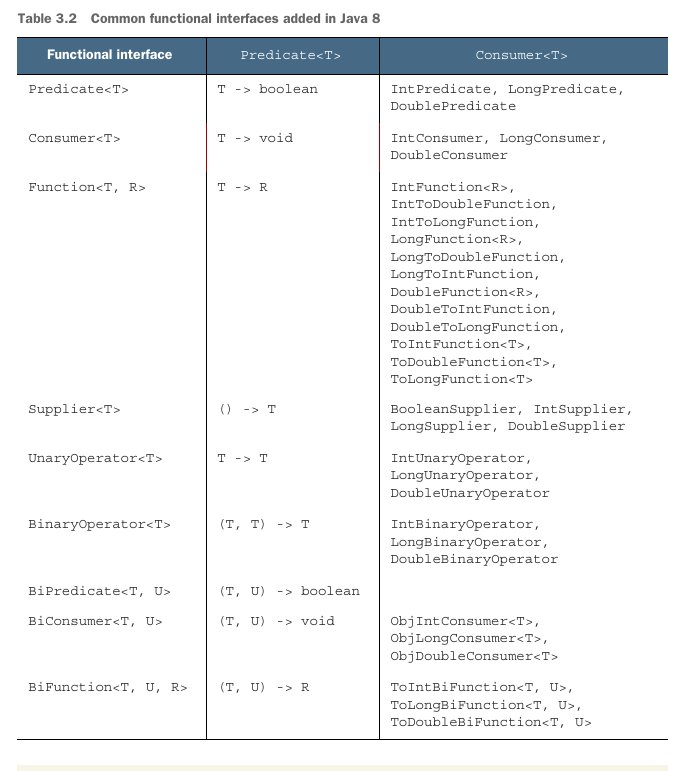 Table 3.2 Common functional interfaces added in Java 8
Functional interface Predicate<T> Consumer<T>
Predicate<T> T -> boolean IntPredicate, LongPredicate,
DoublePredicate
Consumer<T> T -> void IntConsumer, LongConsumer,
DoubleConsumer
Function<T, R> T -> R IntFunction<R>,
IntToDoubleFunction,
IntToLongFunction,
LongFunction<R>,
LongToDoubleFunction,
LongToIntFunction,
DoubleFunction<R>,
DoubleToIntFunction,
DoubleToLongFunction,
ToIntFunction<T>,
ToDoubleFunction<T>,
ToLongFunction<T>
Supplier<T> () -> T BooleanSupplier, IntSupplier,
LongSupplier, DoubleSupplier
UnaryOperator<T> T -> T IntUnaryOperator,
LongUnaryOperator,
DoubleUnaryOperator
BinaryOperator<T> (T, T) -> T IntBinaryOperator,
LongBinaryOperator,
DoubleBinaryOperator
BiPredicate<T, U> (T, U) -> boolean
BiConsumer<T, U> (T, U) -> void ObjIntConsumer<T>,
ObjLongConsumer<T>,
ObjDoubleConsumer<T>
BiFunction<T, U, R> (T, U) -> R ToIntBiFunction<T, U>,
ToLongBiFunction<T, U>,
ToDoubleBiFunction<T, U>